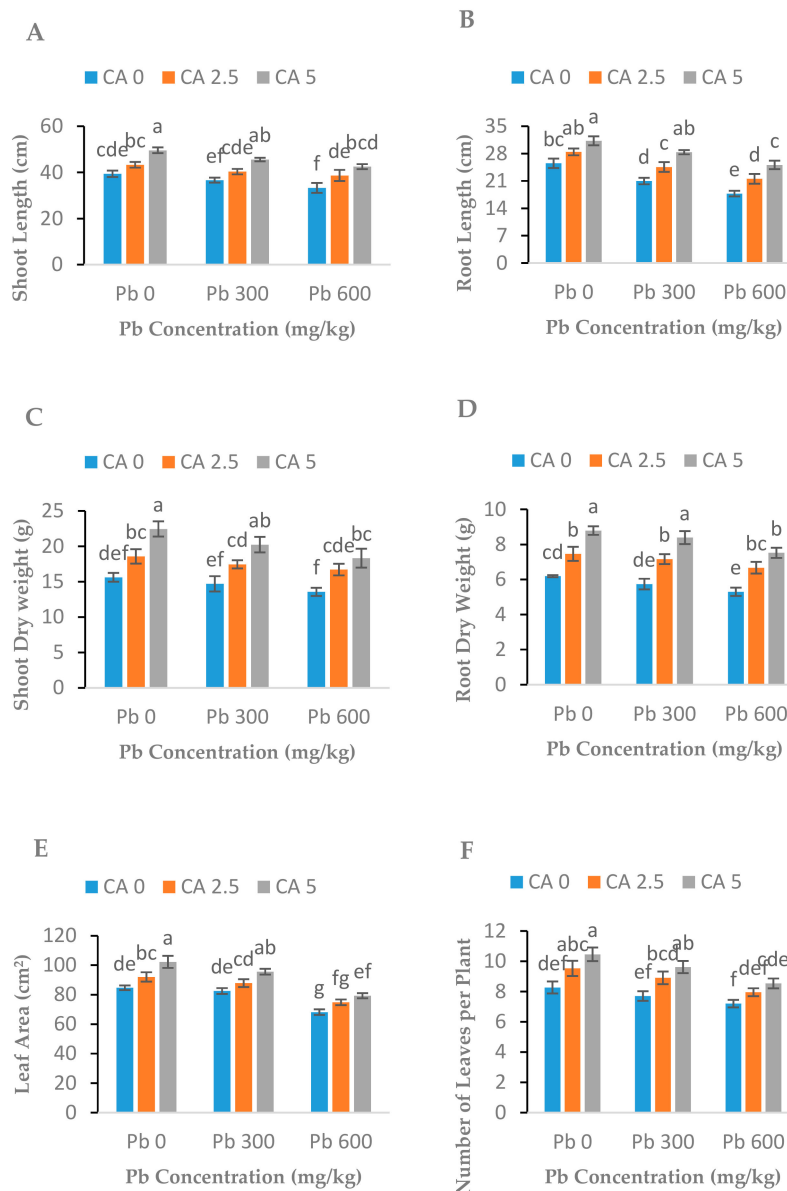 A
CA 0 CA 2.5 CA 5
Shoot Length (cm)
60
40
20
0
cde bc a
ef cde ab
f de bcd
Pb 0 Pb 300 Pb 600
Pb Concentration (mg/kg)
B
CA 0 CA 2.5 CA 5
Root Length (cm)
35
28
21
14
7
0
bc ab a
d c ab
e d c
Pb 0 Pb 300 Pb 600
Pb Concentration (mg/kg)
C
CA 0 CA 2.5 CA 5
Shoot Dry weight (g)
25
20
15
10
5
0
def bc a
ef cd ab
f cde bc
Pb 0 Pb 300 Pb 600
Pb Concentration (mg/kg)
D
CA 0 CA 2.5 CA 5
Root Dry Weight (g)
10
8
6
4
2
0
cd b a
de b a
e bc b
Pb 0 Pb 300 Pb 600
Pb Concentration (mg/kg)
E
CA 0 CA 2.5 CA 5
Leaf Area (cm²)
120
100
80
60
40
20
0
de bc a
de cd ab
g fg ef
Pb 0 Pb 300 Pb 600
Pb Concentration (mg/kg)
F
CA 0 CA 2.5 CA 5
Number of Leaves per Plant
12
10
8
6
4
2
0
def abc a
ef bcd ab
f def cde
Pb 0 Pb 300 Pb 600
Pb Concentration (mg/kg)